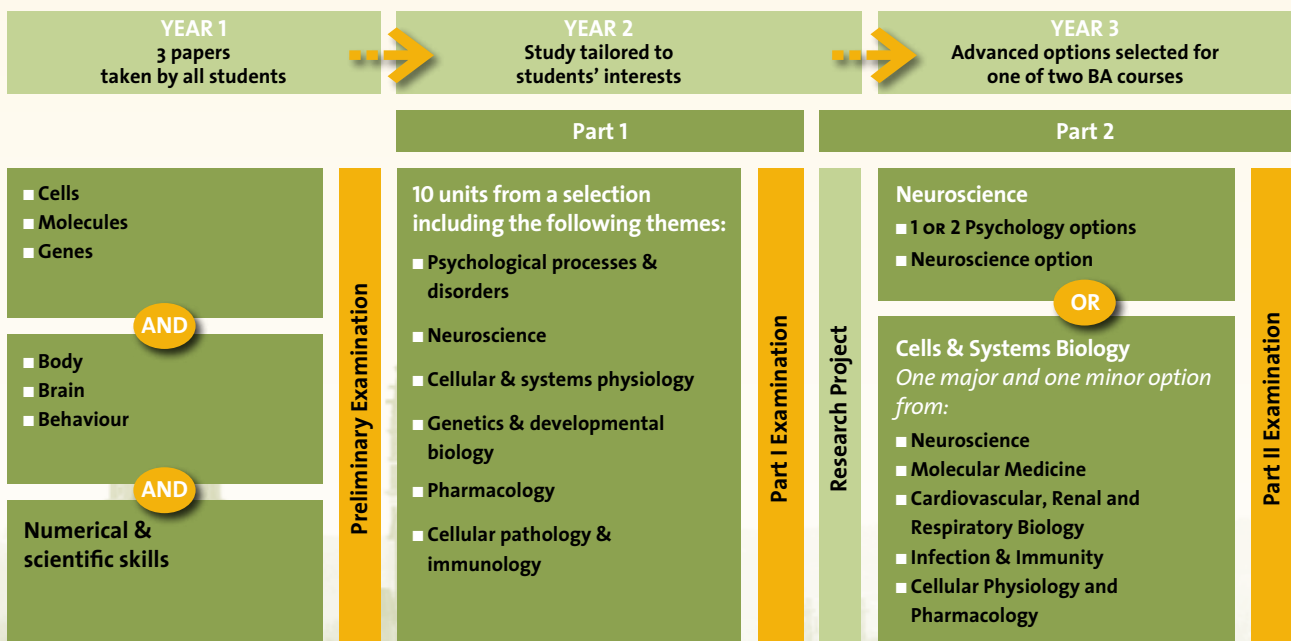 YEAR 1
3 papers
taken by all students
YEAR 2
Study tailored to
students' interests
YEAR 3
Advanced options selected for
one of two BA courses
Part 1
Part 2
■ Cells
■ Molecules
■ Genes
AND
■ Body
■ Brain
■ Behaviour
AND
Numerical &
scientific skills
Preliminary Examination
10 units from a selection
including the following themes:
■ Psychological processes &
disorders
■ Neuroscience
■ Cellular & systems physiology
■ Genetics & developmental
biology
■ Pharmacology
■ Cellular pathology &
immunology
Part I Examination
Research Project
Neuroscience
■ 1 OR 2 Psychology options
■ Neuroscience option
OR
Cells & Systems Biology
One major and one minor option
from:
■ Neuroscience
■ Molecular Medicine
■ Cardiovascular, Renal and
Respiratory Biology
■ Infection & Immunity
■ Cellular Physiology and
Pharmacology
Part II Examination